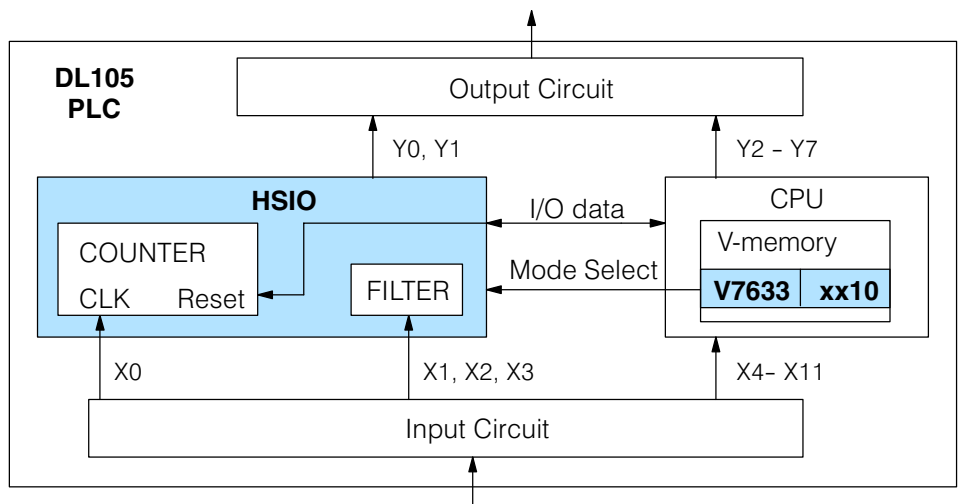 DL105
PLC
Output Circuit
Y0, Y1
Y2 – Y7
HSIO
CPU
I/O data
COUNTER
V-memory
Mode Select
CLK
Reset
FILTER
V7633
xx10
X0
X1, X2, X3
X4– X11
Input Circuit